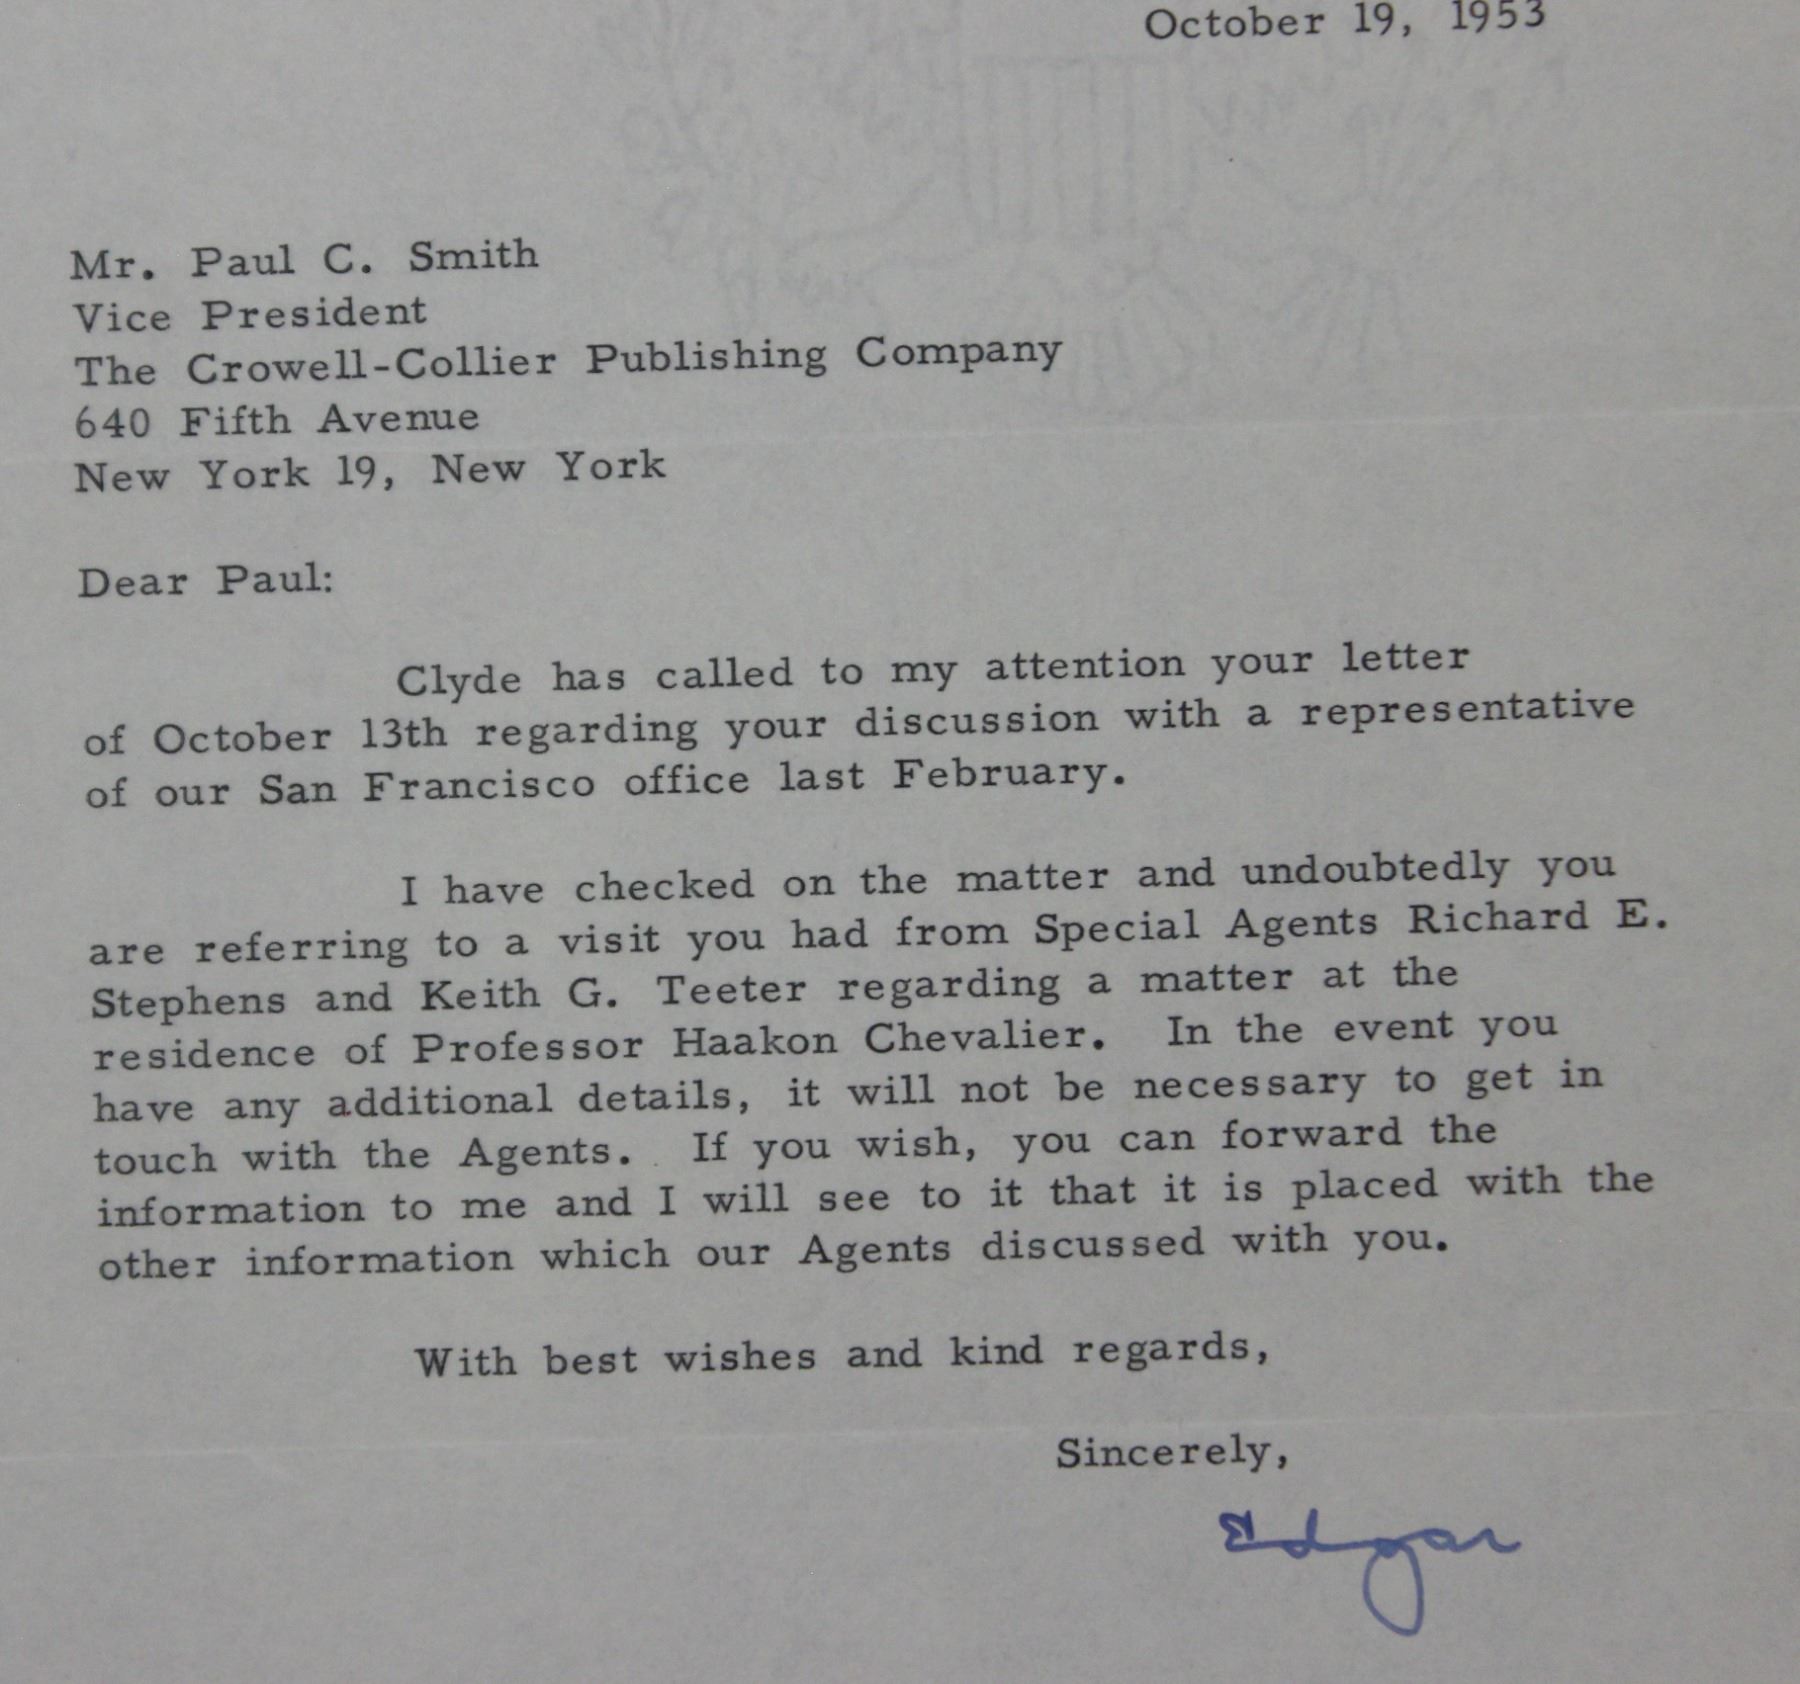 October 19, 1953
Mr. Paul C. Smith
Vice President
The Crowell-Collier Publishing Company
640 Fifth Avenue
New York 19, New York
Dear Paul:
Clyde has called to my attention your letter
of October 13th regarding your discussion with a representative
of our San Francisco office last February.
I have checked on the matter and undoubtedly you
are referring to a visit you had from Special Agents Richard E.
Stephens and Keith G. Teeter regarding a matter at the
residence of Professor Haakon Chevalier. In the event you
have any additional details, it will not be necessary to get in
touch with the Agents. If you wish, you can forward the
information to me and I will see to it that it is placed with the
other information which our Agents discussed with you.
With best wishes and kind regards,
Sincerely,
Edgar